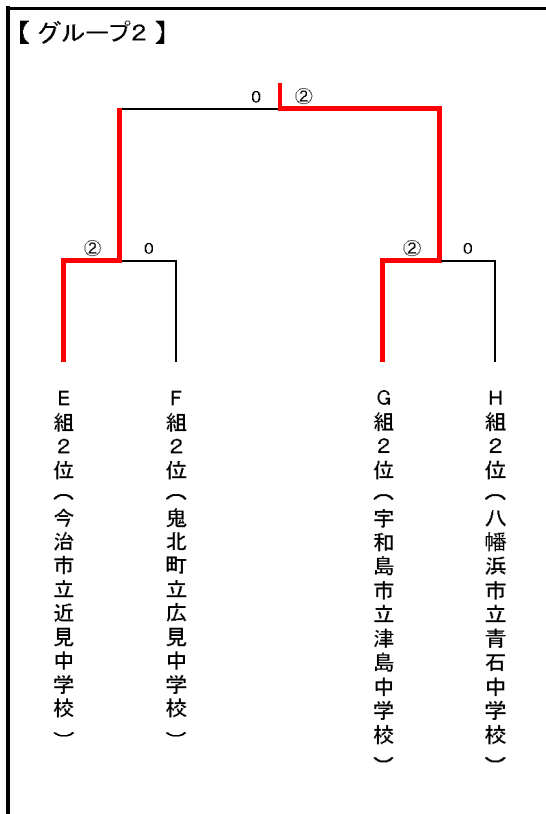 【 グループ２ 】
0 ②
② 0
② 0
E組２位（今治市立近見中学校）
F組２位（鬼北町立広見中学校）
G組２位（宇和島市立津島中学校）
H組２位（八幡浜市立青石中学校）